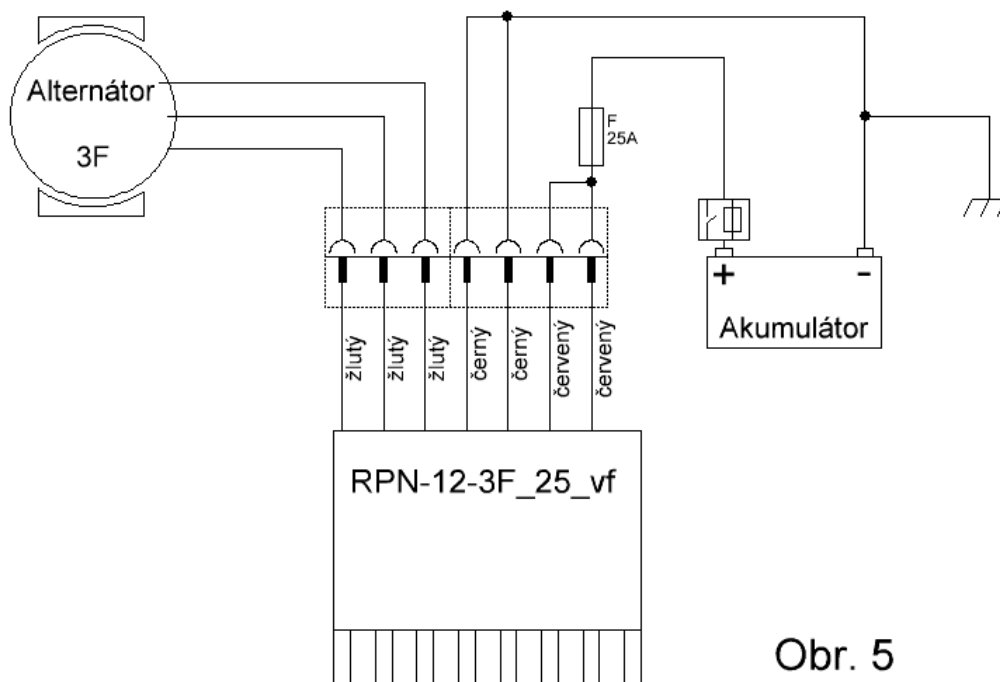 Alternátor
3F
F
25A
+ -
Akumulátor
žlutý
žlutý
žlutý
černý
černý
červený
červený
RPN-12-3F_25_vf
Obr. 5